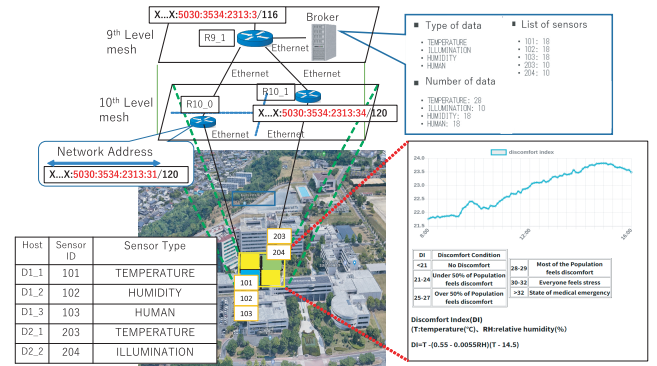 X...X:5030:3534:2313:3/116
Broker
9th Level
mesh
R9_1
Ethernet
Ethernet
Ethernet
10th Level
mesh
R10_0
R10_1
X...X:5030:3534:2313:34/120
Ethernet
Ethernet
Network Address
X...X:5030:3534:2313:31/120
■ Type of data
• TEMPERATURE
• ILLUMINATION
• HUMIDITY
• HUMAN
■ Number of data
• TEMPERATURE: 28
• ILLUMINATION: 10
• HUMIDITY: 18
• HUMAN: 18
■ List of sensors
• 101: 18
• 102: 18
• 103: 18
• 203: 10
• 204: 10
203
204
101
102
103
Host Sensor ID Sensor Type
D1_1 101 TEMPERATURE
D1_2 102 HUMIDITY
D1_3 103 HUMAN
D2_1 203 TEMPERATURE
D2_2 204 ILLUMINATION
discomfort index
24.0
23.5
23.0
22.5
22.0
21.5
12:00
16:00
DI Discomfort Condition
<21 No Discomfort
21-24 Under 50% of Population feels discomfort
25-27 Over 50% of Population feels discomfort
28-29 Most of the Population feels discomfort
30-32 Everyone feels stress
>32 State of medical emergency
Discomfort Index(DI)
(T:temperature(℃)、RH:relative humidity(%)
DI=T -(0.55 - 0.0055RH)(T - 14.5)